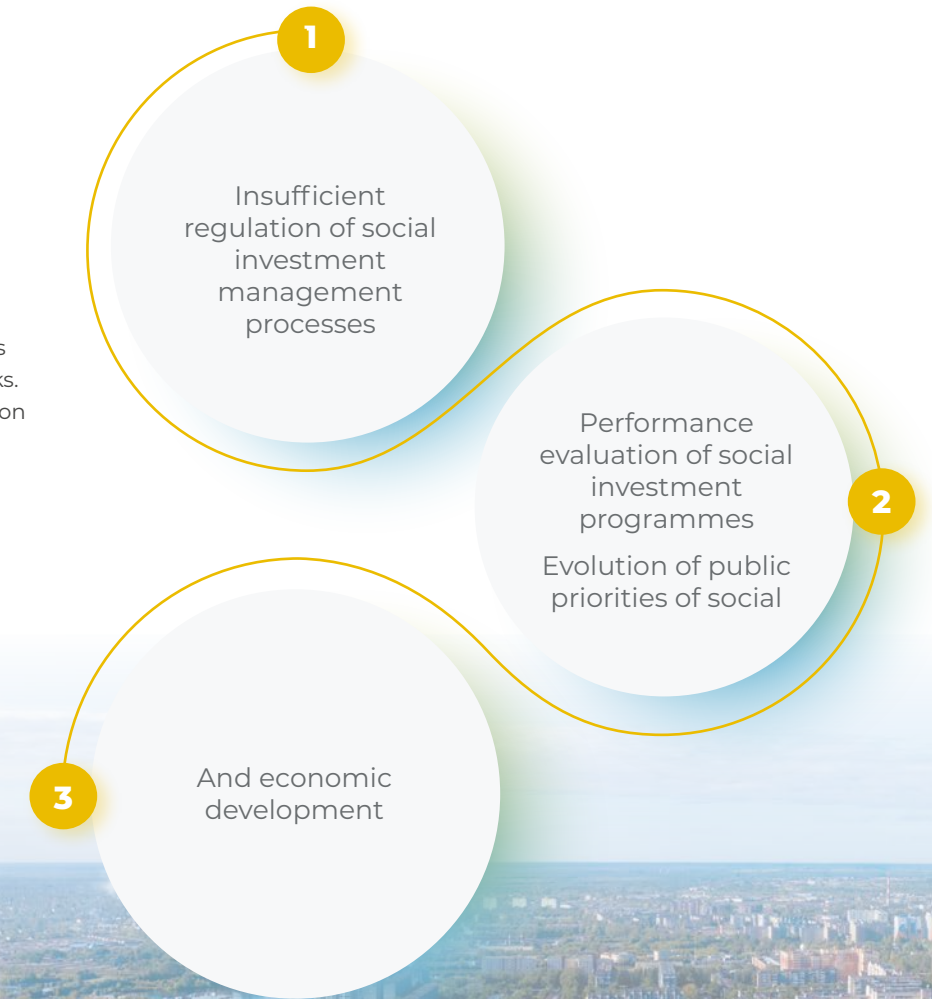 1
Insufficient
regulation of social
investment
management
processes
on
Performance
evaluation of social
investment
programmes
Evolution of public
priorities of social
2
And economic
development
3